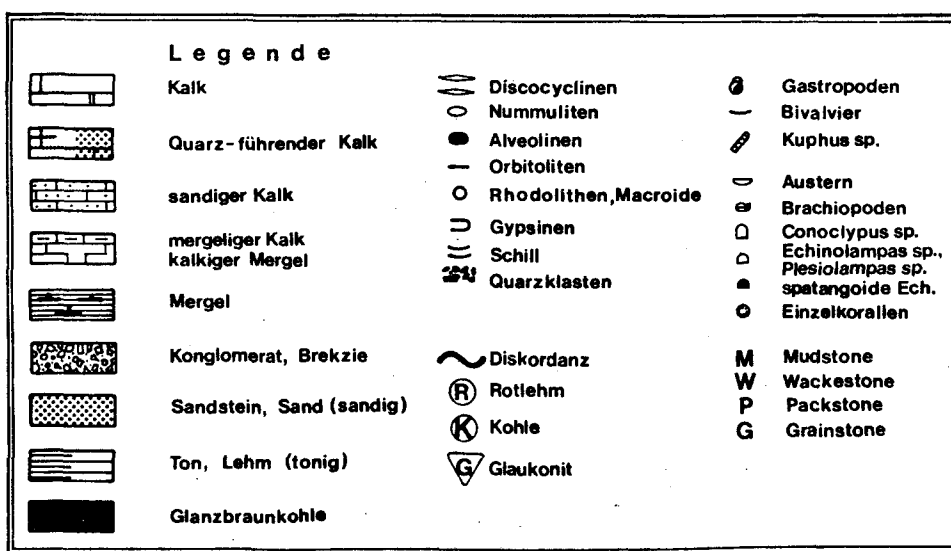 Legende
Kalk
Quarz-führender Kalk
sandiger Kalk
mergeliger Kalk
kalkiger Mergel
Mergel
Konglomerat, Brekzie
Sandstein, Sand (sandig)
Ton, Lehm (tonig)
Glanzbraunkohle
Discocyclinen
Nummuliten
Alveolinen
Orbitoliten
Rhodolithen, Macroide
Gypsinen
Schill
Quarzklasten
Diskordanz
R Rotlehm
K Kohle
G Glaukonit
Gastropoden
Bivalvier
Kuphus sp.
Austern
Brachiopoden
Conoclypus sp.
Echinolampas sp.,
Plesiolampas sp.
spatangoide Ech.
Einzelkorallen
M Mudstone
W Wackestone
P Packstone
G Grainstone